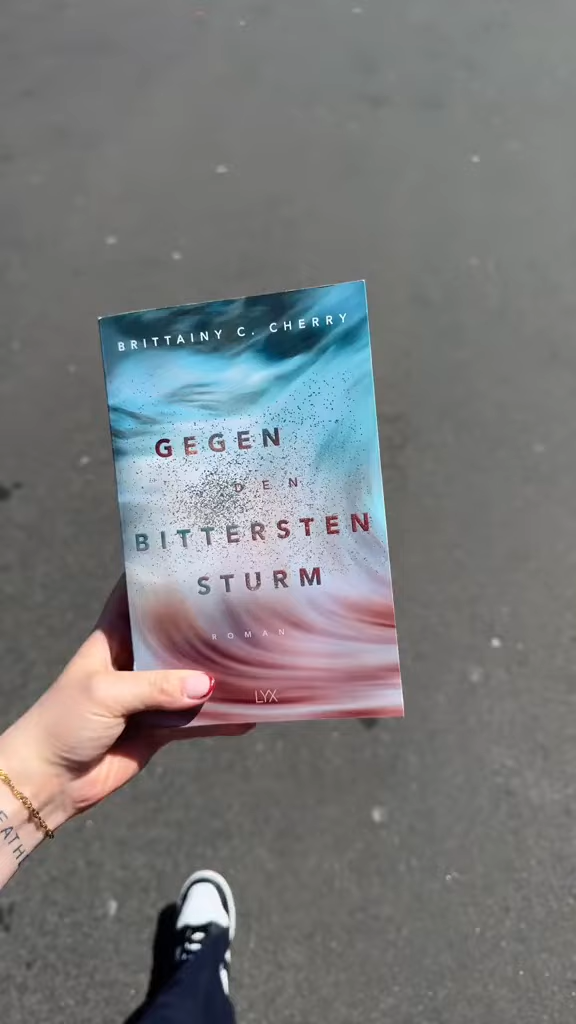 BRITTAINY C. CHERRY
GEGEN
DEN
BITTERSTEN
STURM
ROMAN
LYX